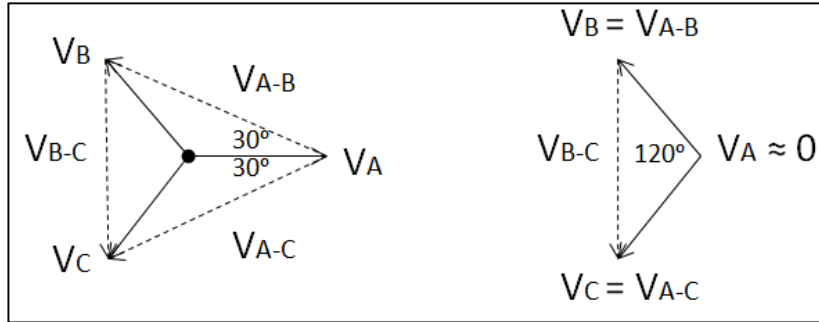 VB
VA-B
30º
VB-C
30º
VA
VC
VA-C
VB = VA-B
VB-C
120º
VA ≈ 0
VC = VA-C